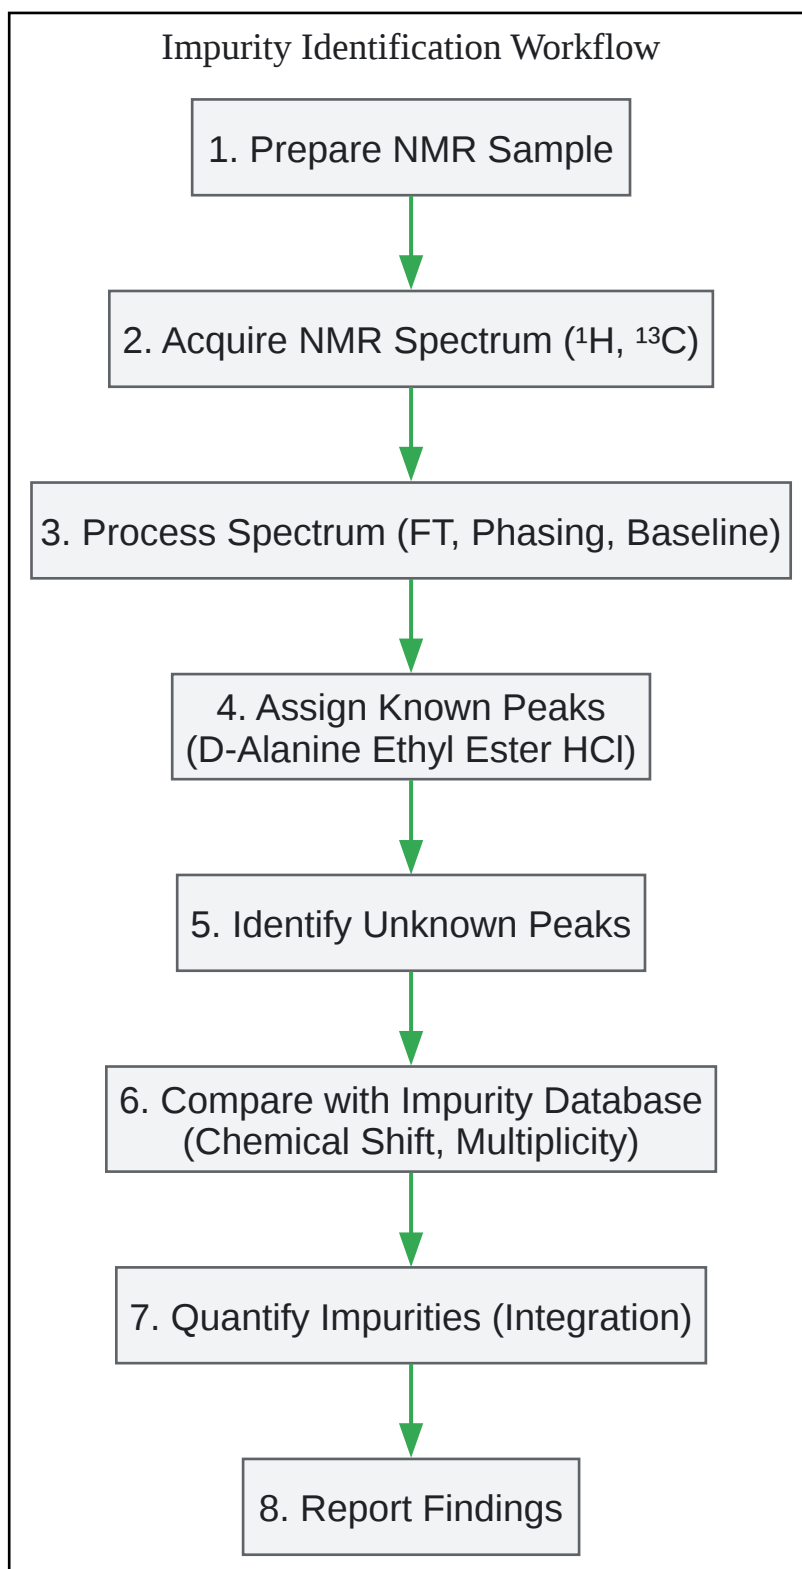 Impurity Identification Workflow
1. Prepare NMR Sample
2. Acquire NMR Spectrum (¹H, ¹³C)
3. Process Spectrum (FT, Phasing, Baseline)
4. Assign Known Peaks
(D-Alanine Ethyl Ester HCl)
5. Identify Unknown Peaks
6. Compare with Impurity Database
(Chemical Shift, Multiplicity)
7. Quantify Impurities (Integration)
8. Report Findings